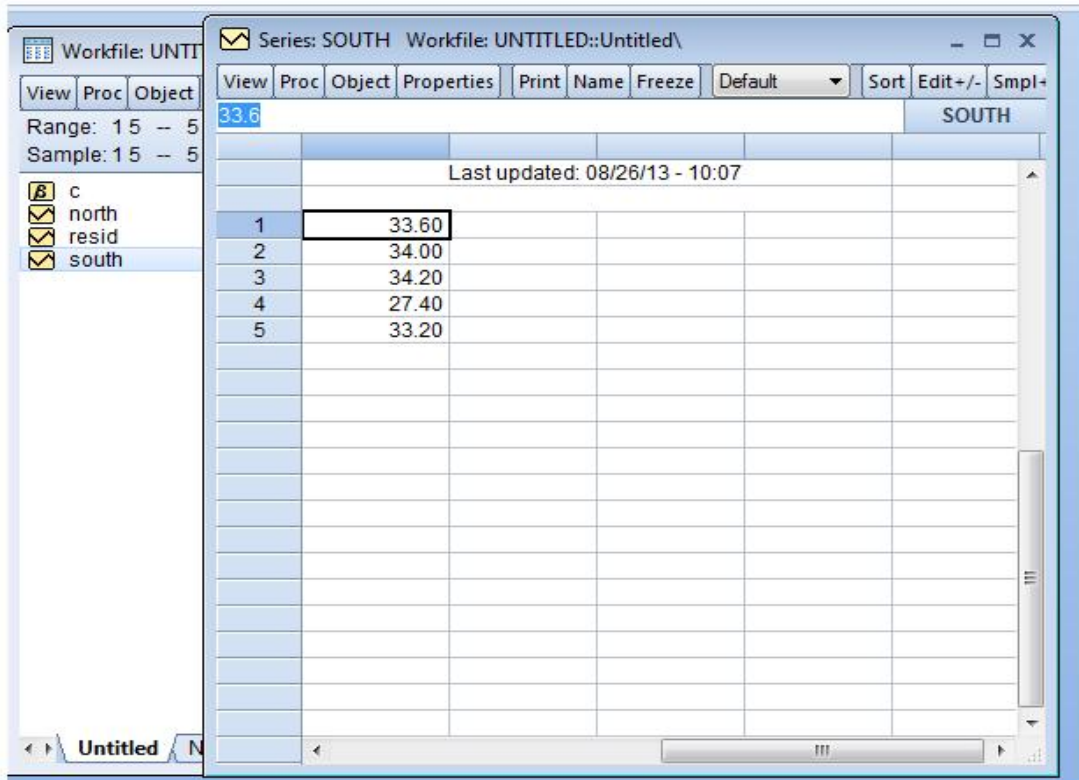 Workfile: UNTIT
View Proc Object
Range: 1 5 -- 5
Sample: 1 5 -- 5
c
north
resid
south
Untitled N
Series: SOUTH Workfile: UNTITLED::Untitled\
View Proc Object Properties Print Name Freeze Default Sort Edit+/- Smpl+
33.6 SOUTH
Last updated: 08/26/13 - 10:07
1 33.60
2 34.00
3 34.20
4 27.40
5 33.20